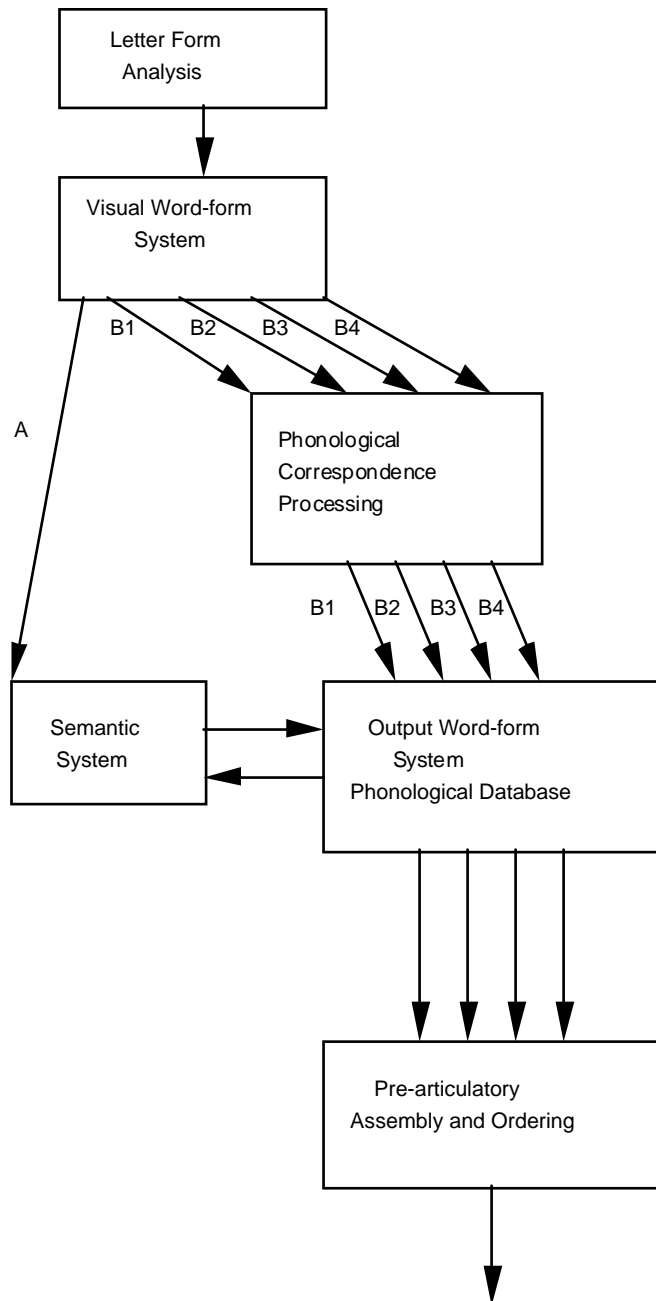 Letter Form
Analysis
Visual Word-form
System
B1
B2
B3
B4
A
Phonological
Correspondence
Processing
B1
B2
B3
B4
Semantic
System
Output Word-form
System
Phonological Database
Pre-articulatory
Assembly and Ordering